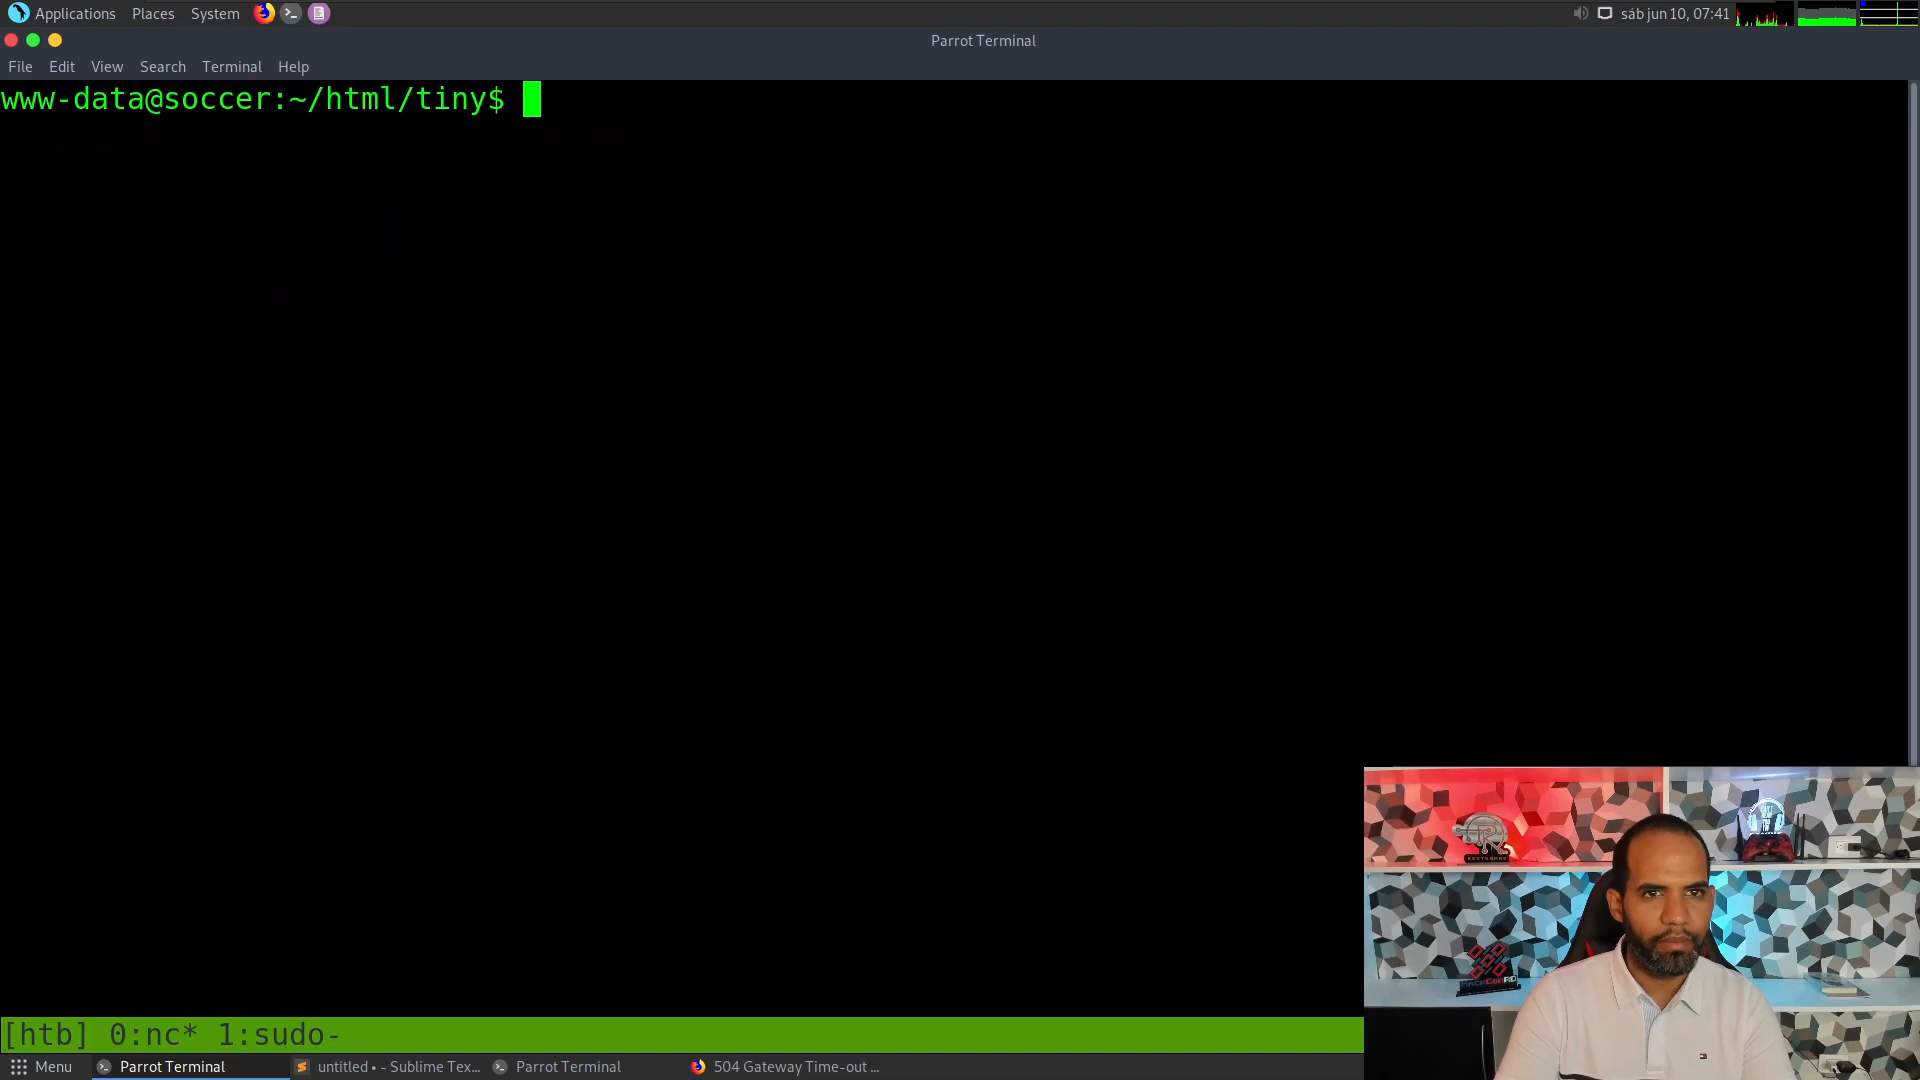 Applications Places System
sáb jun 10, 07:41
Parrot Terminal
File Edit View Search Terminal Help
www-data@soccer:~/html/tiny$
[htb] 0:nc* 1:sudo-
Menu Parrot Terminal untitled • - Sublime Tex... Parrot Terminal 504 Gateway Time-out ...